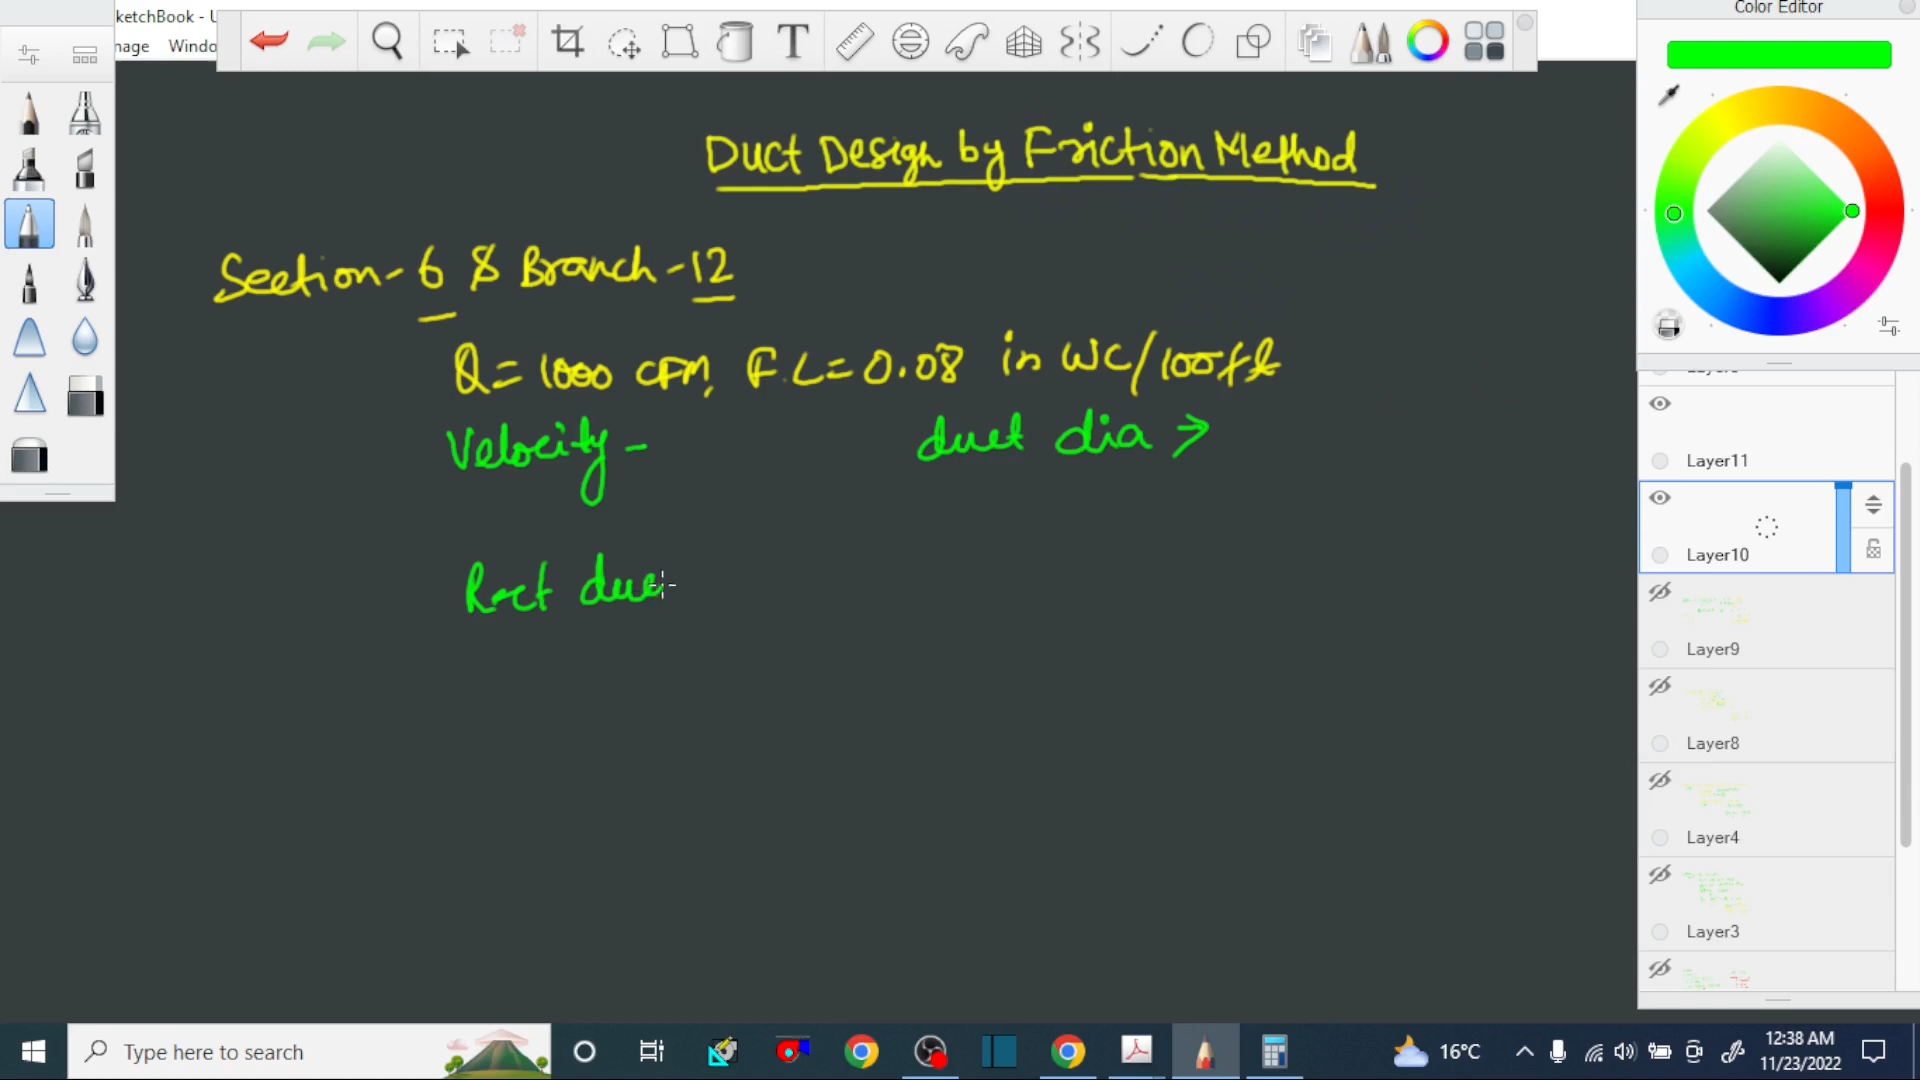 ketchBook - U
Color Editor
mage Windo
Duct Design by Friction Method
Section - 6 & Branch - 12
Q = 1000 CFM, F.L = 0.08 in WC/100ft
Velocity - duct dia >
Rect duc
Layer11
Layer10
Layer9
Layer8
Layer4
Layer3
Type here to search
16°C
12:38 AM
11/23/2022